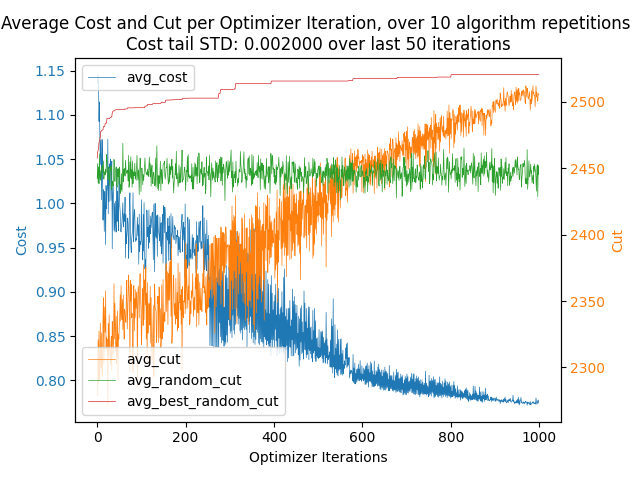 Average Cost and Cut per Optimizer Iteration, over 10 algorithm repetitions
Cost tail STD: 0.002000 over last 50 iterations
avg_cost
1.15
1.10
1.05
1.00
0.95
0.90
0.85
0.80
Cost
2500
2450
2400
2350
2300
Cut
avg_cut
avg_random_cut
avg_best_random_cut
0
200
400
600
800
1000
Optimizer Iterations